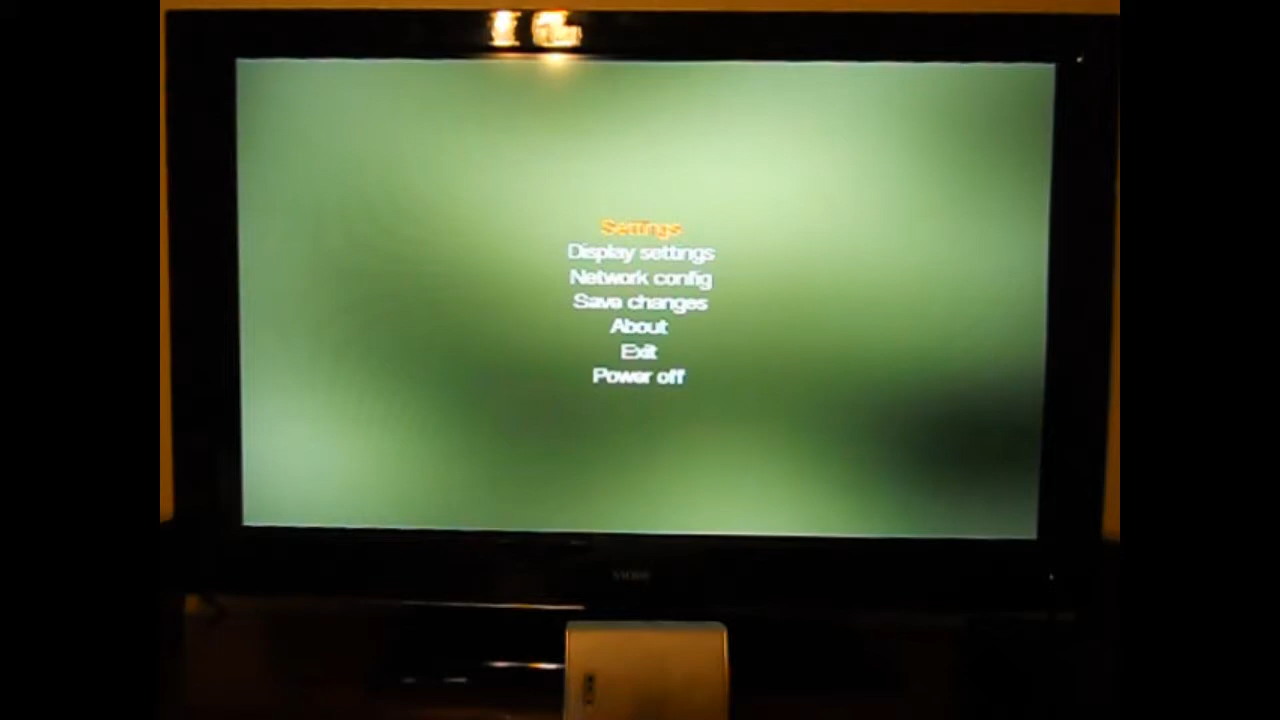 Settings
Display settings
Network config
Save changes
About
Exit
Power off